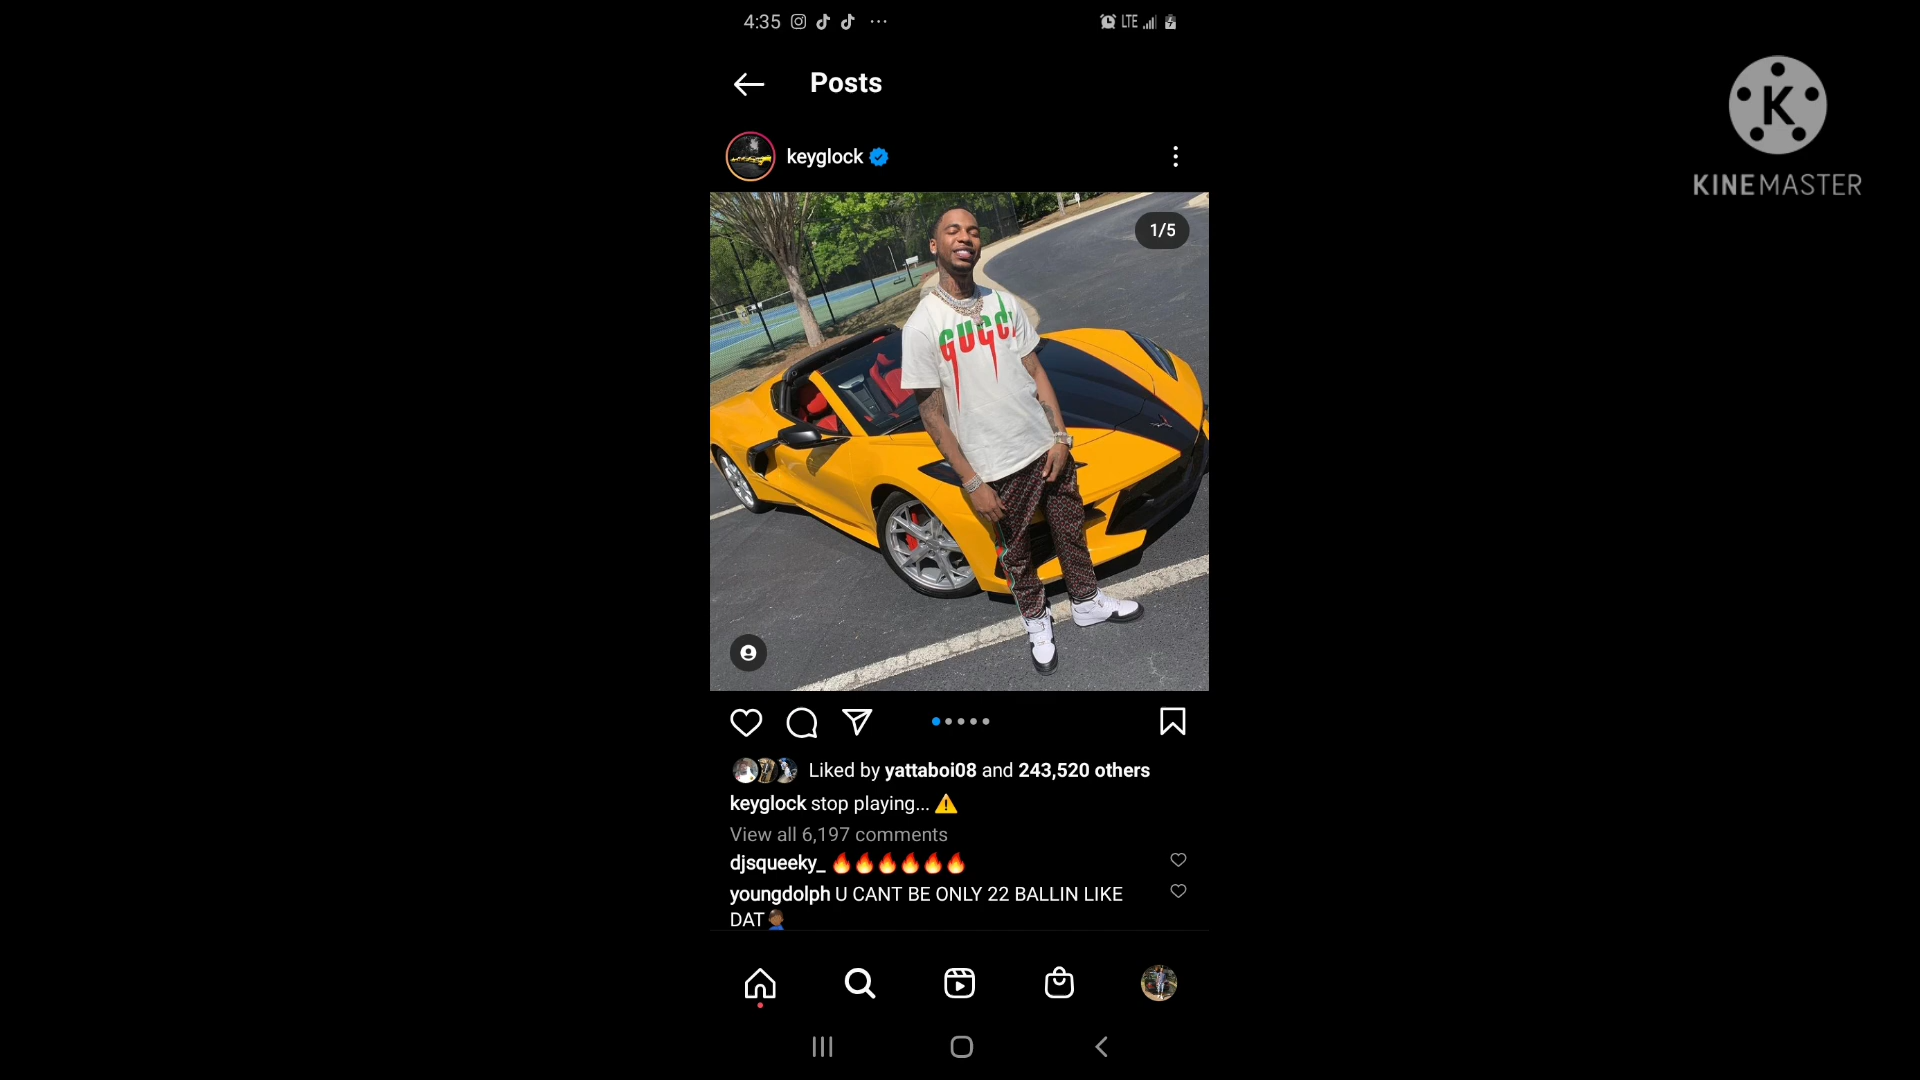 4:35
LTE
Posts
K
KINEMASTER
keyglock
1/5
GUCCI
Liked by yattaboi08 and 243,520 others
keyglock stop playing... ⚠️
View all 6,197 comments
djsqueeky_ 🔥🔥🔥🔥🔥🔥
youngdolph U CANT BE ONLY 22 BALLIN LIKE
DAT🤦🏾‍♂️